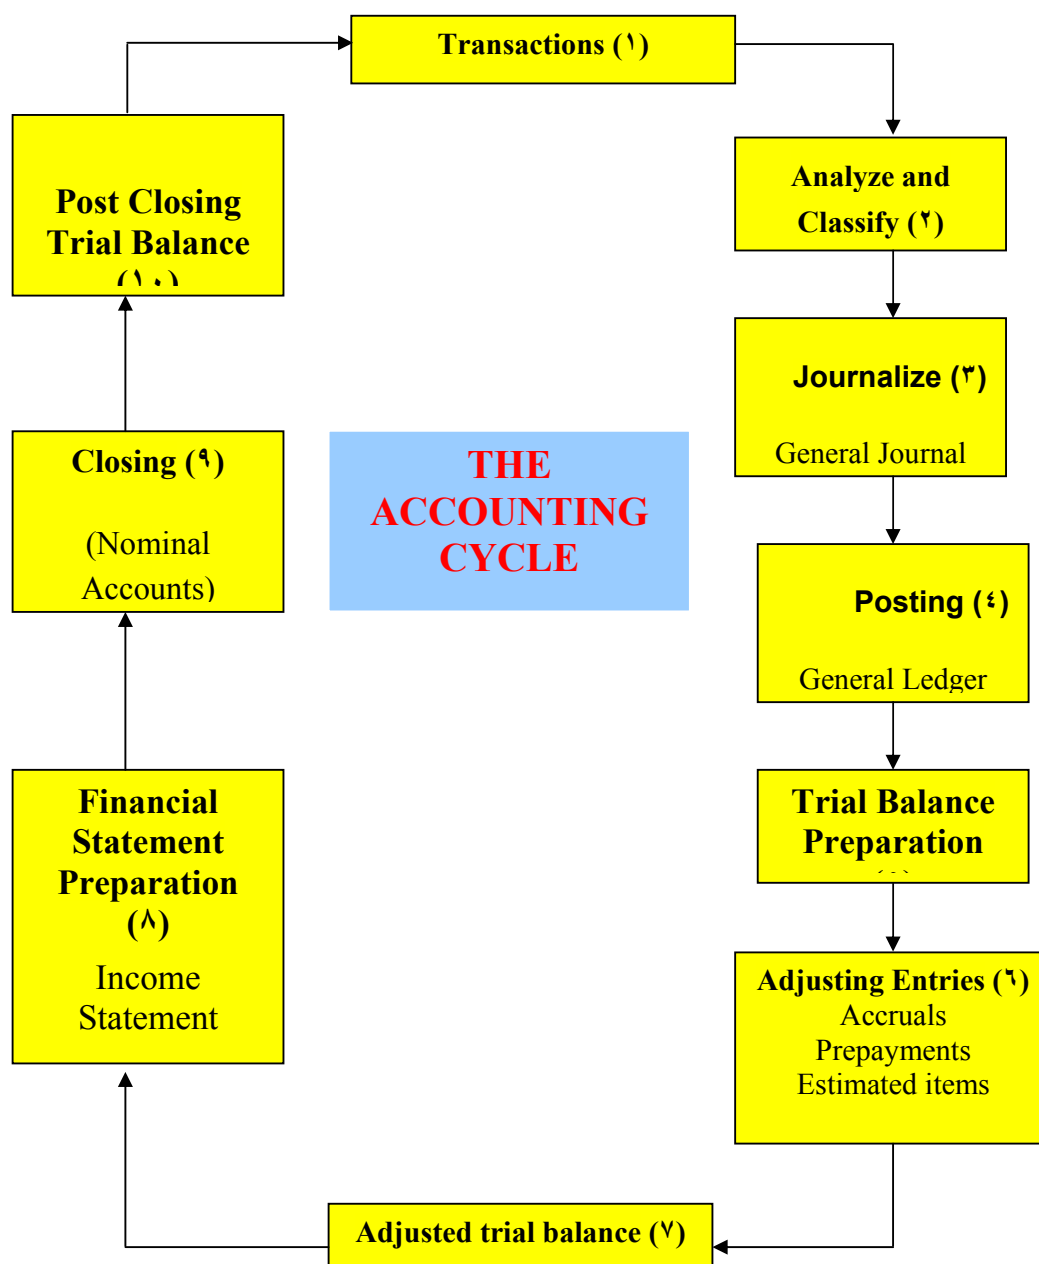 Transactions (١)
Analyze and
Classify (٢)
Journalize (٣)
General Journal
Posting (٤)
General Ledger
Trial Balance
Preparation
Adjusting Entries (٦)
Accruals
Prepayments
Estimated items
Adjusted trial balance (٧)
Financial
Statement
Preparation
(٨)
Income
Statement
Closing (٩)
(Nominal
Accounts)
Post Closing
Trial Balance
(١٠)
THE
ACCOUNTING
CYCLE